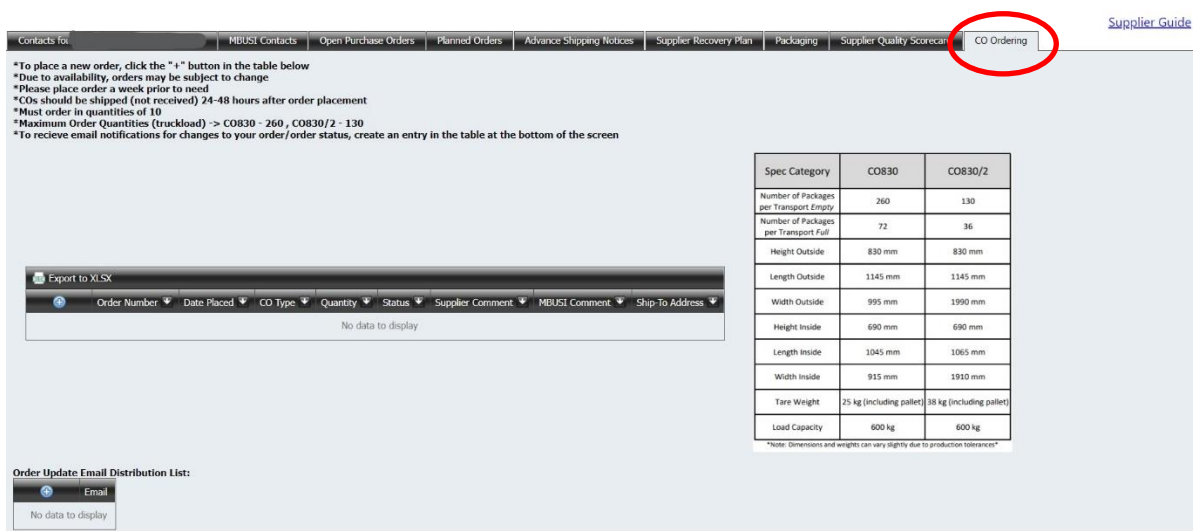 Supplier Guide
Contacts for MBUSI Contacts Open Purchase Orders Planned Orders Advance Shipping Notices Supplier Recovery Plan Packaging Supplier Quality Scorecard CO Ordering
*To place a new order, click the "+" button in the table below
*Due to availability, orders may be subject to change
*Please place order a week prior to need
*COs should be shipped (not received) 24-48 hours after order placement
*Must order in quantities of 10
*Maximum Order Quantities (truckload) -> CO830 - 260 , CO830/2 - 130
*To recieve email notifications for changes to your order/order status, create an entry in the table at the bottom of the screen
Spec Category CO830 CO830/2
Number of Packages
per Transport Empty 260 130
Number of Packages
per Transport Full 72 36
Height Outside 830 mm 830 mm
Length Outside 1145 mm 1145 mm
Width Outside 995 mm 1990 mm
Height Inside 690 mm 690 mm
Length Inside 1045 mm 1065 mm
Width Inside 915 mm 1910 mm
Tare Weight 25 kg (including pallet) 38 kg (including pallet)
Load Capacity 600 kg 600 kg
*Note: Dimensions and weights can vary slightly due to production tolerances*
Export to XLSX
Order Number Date Placed CO Type Quantity Status Supplier Comment MBUSI Comment Ship-To Address
No data to display
Order Update Email Distribution List:
Email
No data to display